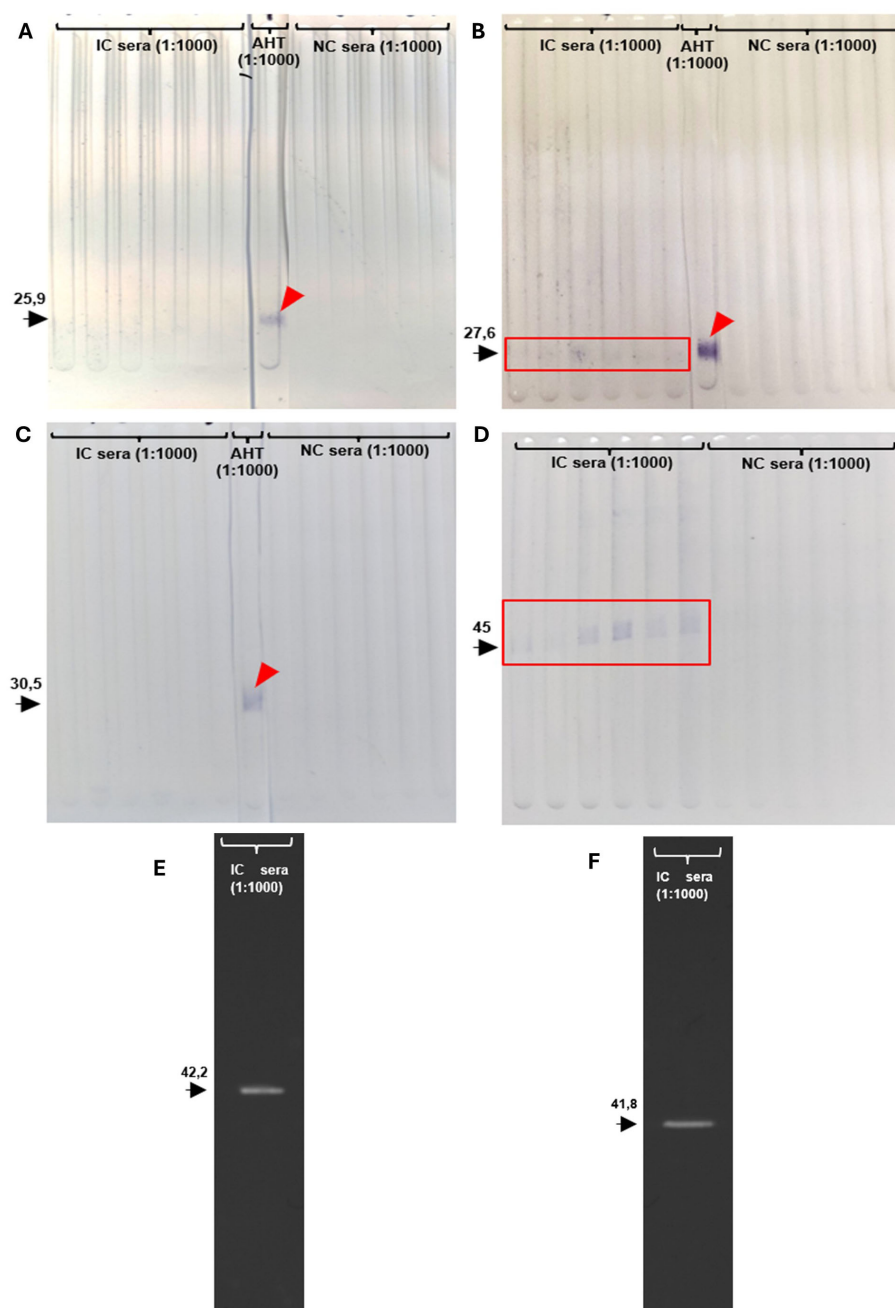 A
IC sera (1:1000)
AHT
(1:1000)
NC sera (1:1000)
25,9
B
IC sera (1:1000)
AHT
(1:1000)
NC sera (1:1000)
27,6
C
IC sera (1:1000)
AHT
(1:1000)
NC sera (1:1000)
30,5
D
IC sera (1:1000)
NC sera (1:1000)
45
E
IC sera
(1:1000)
42,2
F
IC sera
(1:1000)
41,8